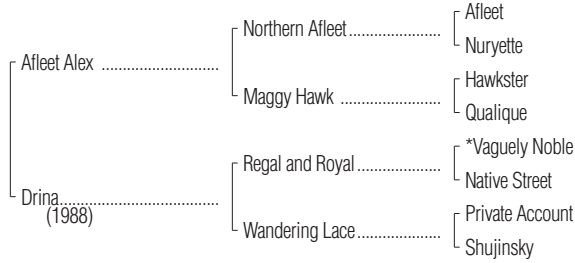 Afleet
Northern Afleet
Nuryette
Afleet Alex
Hawkster
Maggy Hawk
Qualique
*Vaguely Noble
Regal and Royal
Native Street
Drina
(1988)
Private Account
Wandering Lace
Shujinsky